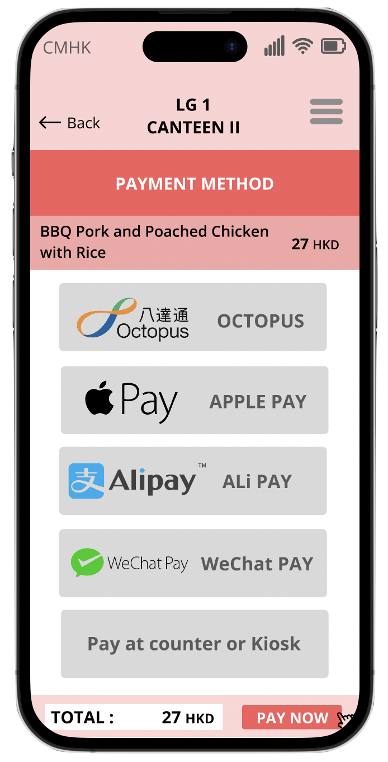 CMHK
LG 1
← Back
CANTEEN II
PAYMENT METHOD
BBQ Pork and Poached Chicken
with Rice
27 HKD
八達通
Octopus
OCTOPUS
Pay
APPLE PAY
Alipay™
ALi PAY
WeChat Pay
WeChat PAY
Pay at counter or Kiosk
TOTAL : 27 HKD
PAY NOW